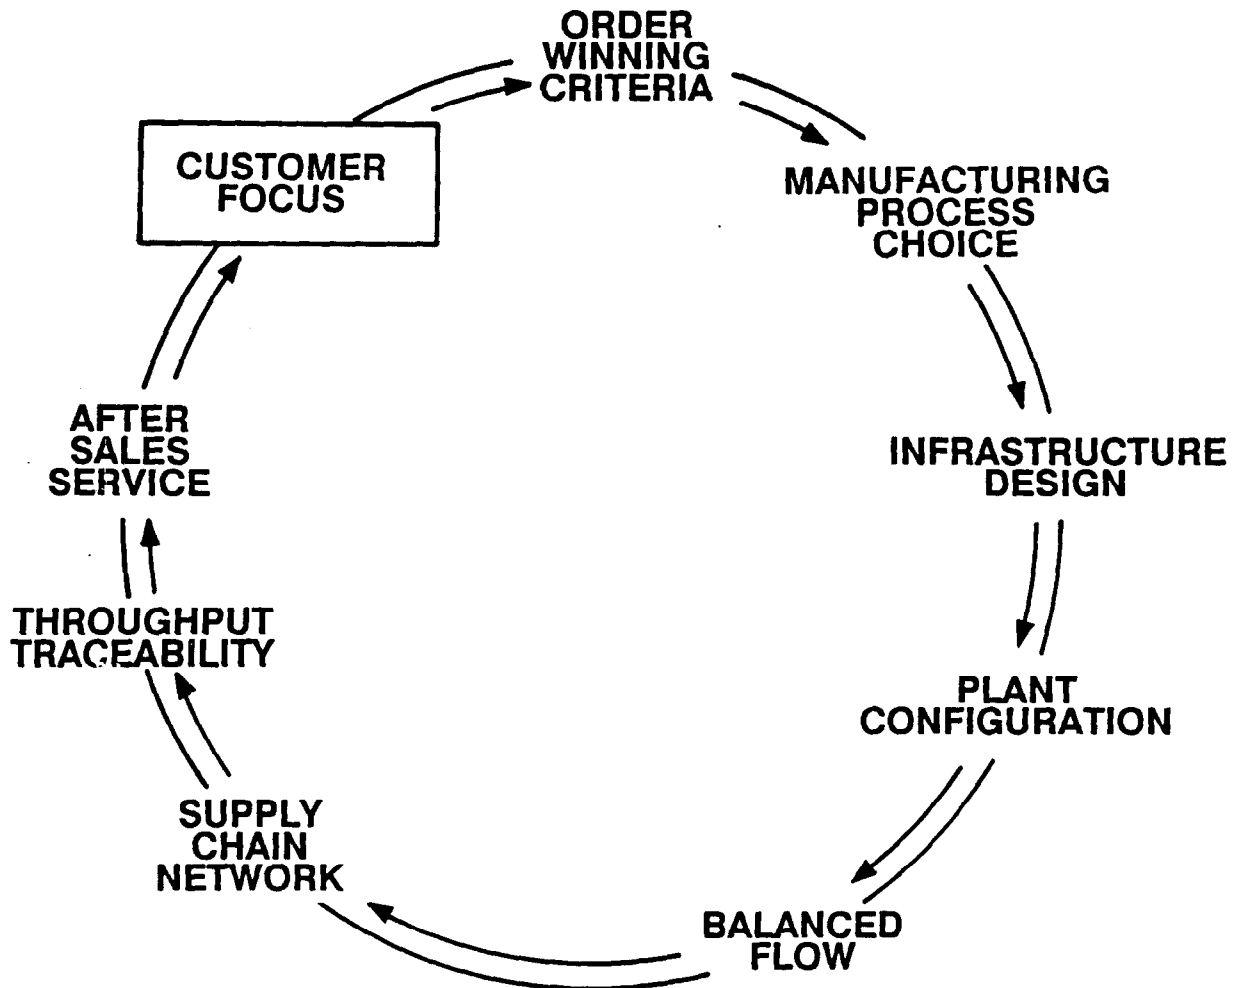 ORDER
WINNING
CRITERIA
CUSTOMER
FOCUS
MANUFACTURING
PROCESS
CHOICE
INFRASTRUCTURE
DESIGN
PLANT
CONFIGURATION
BALANCED
FLOW
SUPPLY
CHAIN
NETWORK
THROUGHPUT
TRACEABILITY
AFTER
SALES
SERVICE